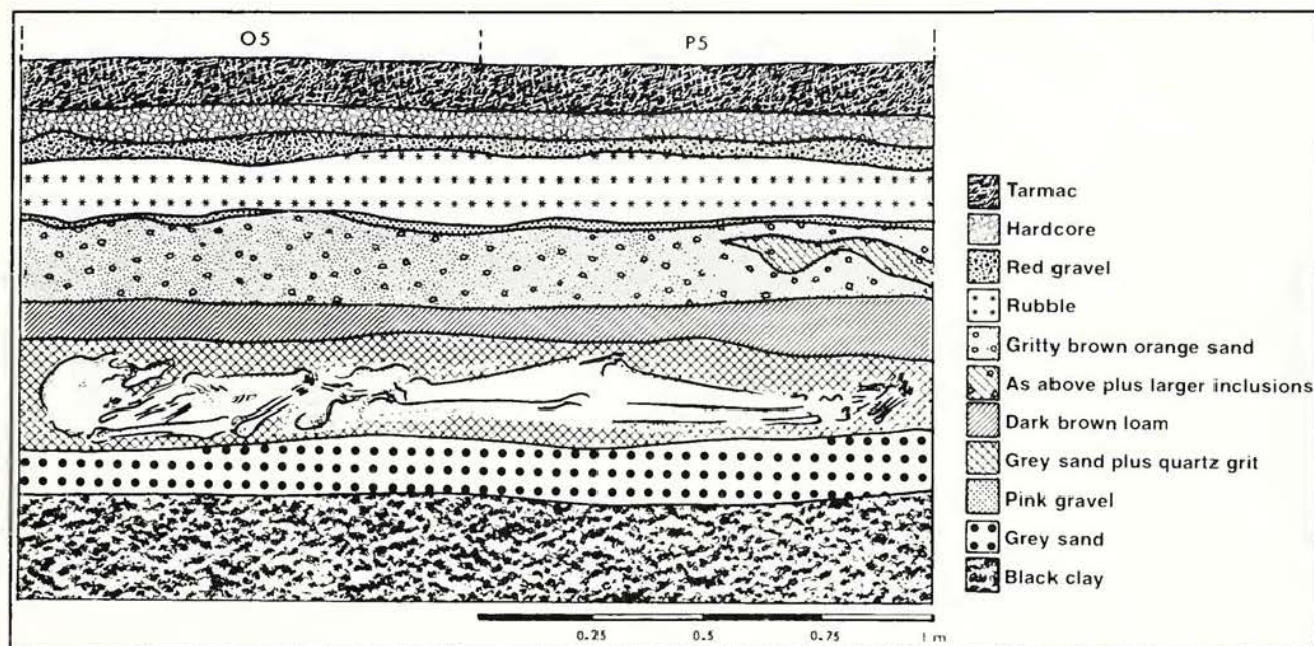 O5 P5
Tarmac
Hardcore
Red gravel
Rubble
Gritty brown orange sand
As above plus larger inclusions
Dark brown loam
Grey sand plus quartz grit
Pink gravel
Grey sand
Black clay
0.25 0.5 0.75 1 m